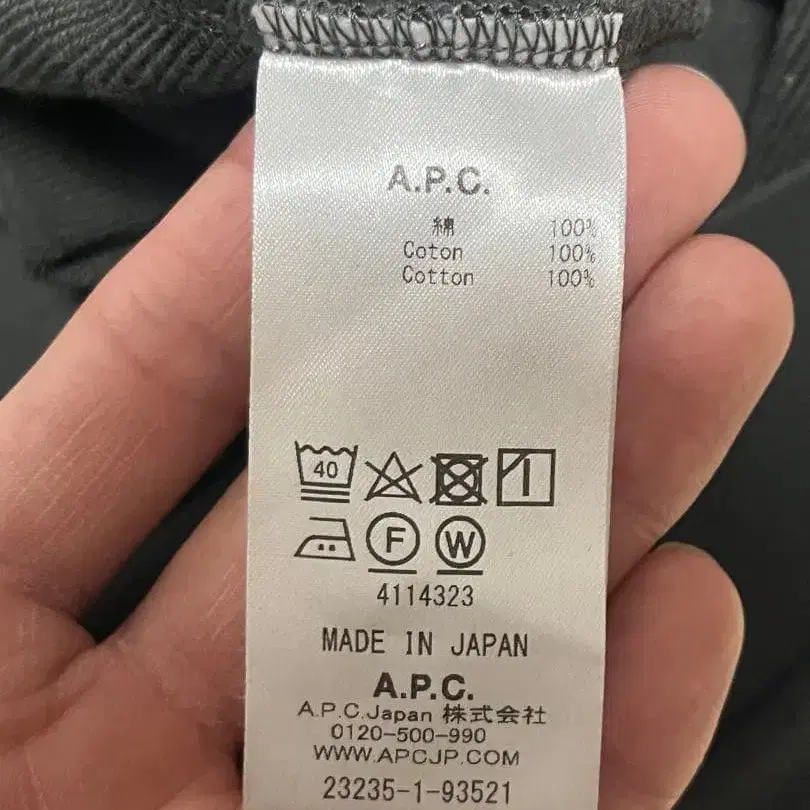 A.P.C.
綿 100%
Coton 100%
Cotton 100%
40
F W
4114323
MADE IN JAPAN
A.P.C.
A.P.C.Japan 株式会社
0120-500-990
WWW.APCJP.COM
23235-1-93521